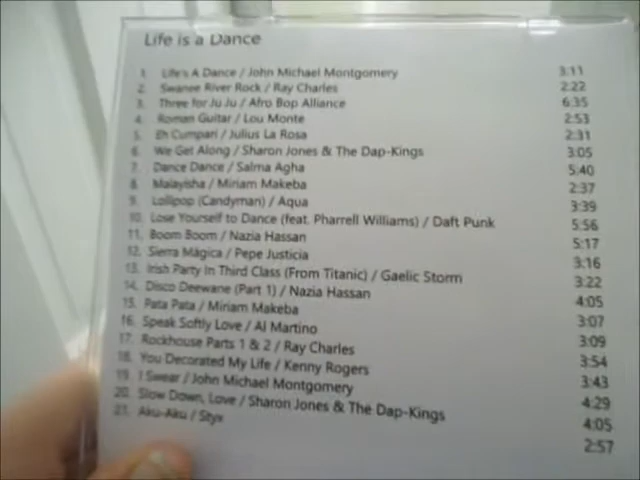 Life is a Dance
1. Life's A Dance / John Michael Montgomery 3:11
2. Swanee River Rock / Ray Charles 2:22
3. Three for Ju Ju / Afro Bop Alliance 6:35
4. Roman Guitar / Lou Monte 2:53
5. Eh Cumpari / Julius La Rosa 2:31
6. We Get Along / Sharon Jones & The Dap-Kings 3:05
7. Dance Dance / Salma Agha 5:40
8. Malayisha / Miriam Makeba 2:37
9. Lollipop (Candyman) / Aqua 3:39
10. Lose Yourself to Dance (feat. Pharrell Williams) / Daft Punk 5:56
11. Boom Boom / Nazia Hassan 5:17
12. Sierra Mágica / Pepe Justicia 3:16
13. Irish Party In Third Class (From Titanic) / Gaelic Storm 3:22
14. Disco Deewane (Part 1) / Nazia Hassan 4:05
15. Pata Pata / Miriam Makeba 3:07
16. Speak Softly Love / Al Martino 3:09
17. Rockhouse Parts 1 & 2 / Ray Charles 3:54
18. You Decorated My Life / Kenny Rogers 3:43
19. I Swear / John Michael Montgomery 4:29
20. Slow Down, Love / Sharon Jones & The Dap-Kings 4:05
21. Aku-Aku / Styx 2:57